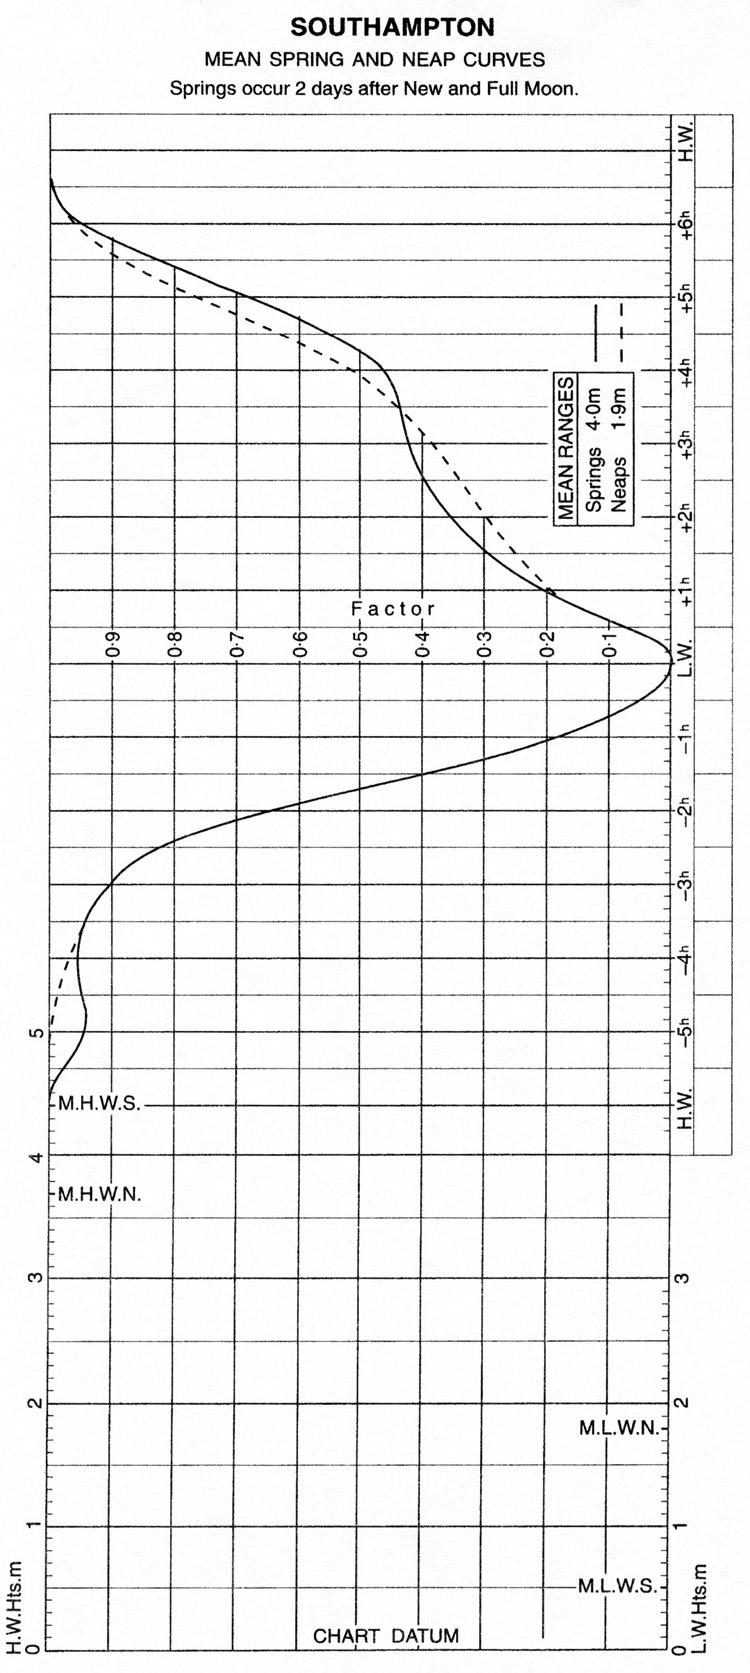 SOUTHAMPTON
MEAN SPRING AND NEAP CURVES
Springs occur 2 days after New and Full Moon.
H.W.
+6h
+5h
+4h
+3h
+2h
+1h
L.W.
-1h
-2h
-3h
-4h
-5h
H.W.
MEAN RANGES
Springs 4·0m
Neaps 1·9m
Factor
0·9
0·8
0·7
0·6
0·5
0·4
0·3
0·2
0·1
5
M.H.W.S.
4
M.H.W.N.
3
3
2
2
M.L.W.N.
1
1
M.L.W.S.
H.W.Hts.m
L.W.Hts.m
CHART DATUM
0
0